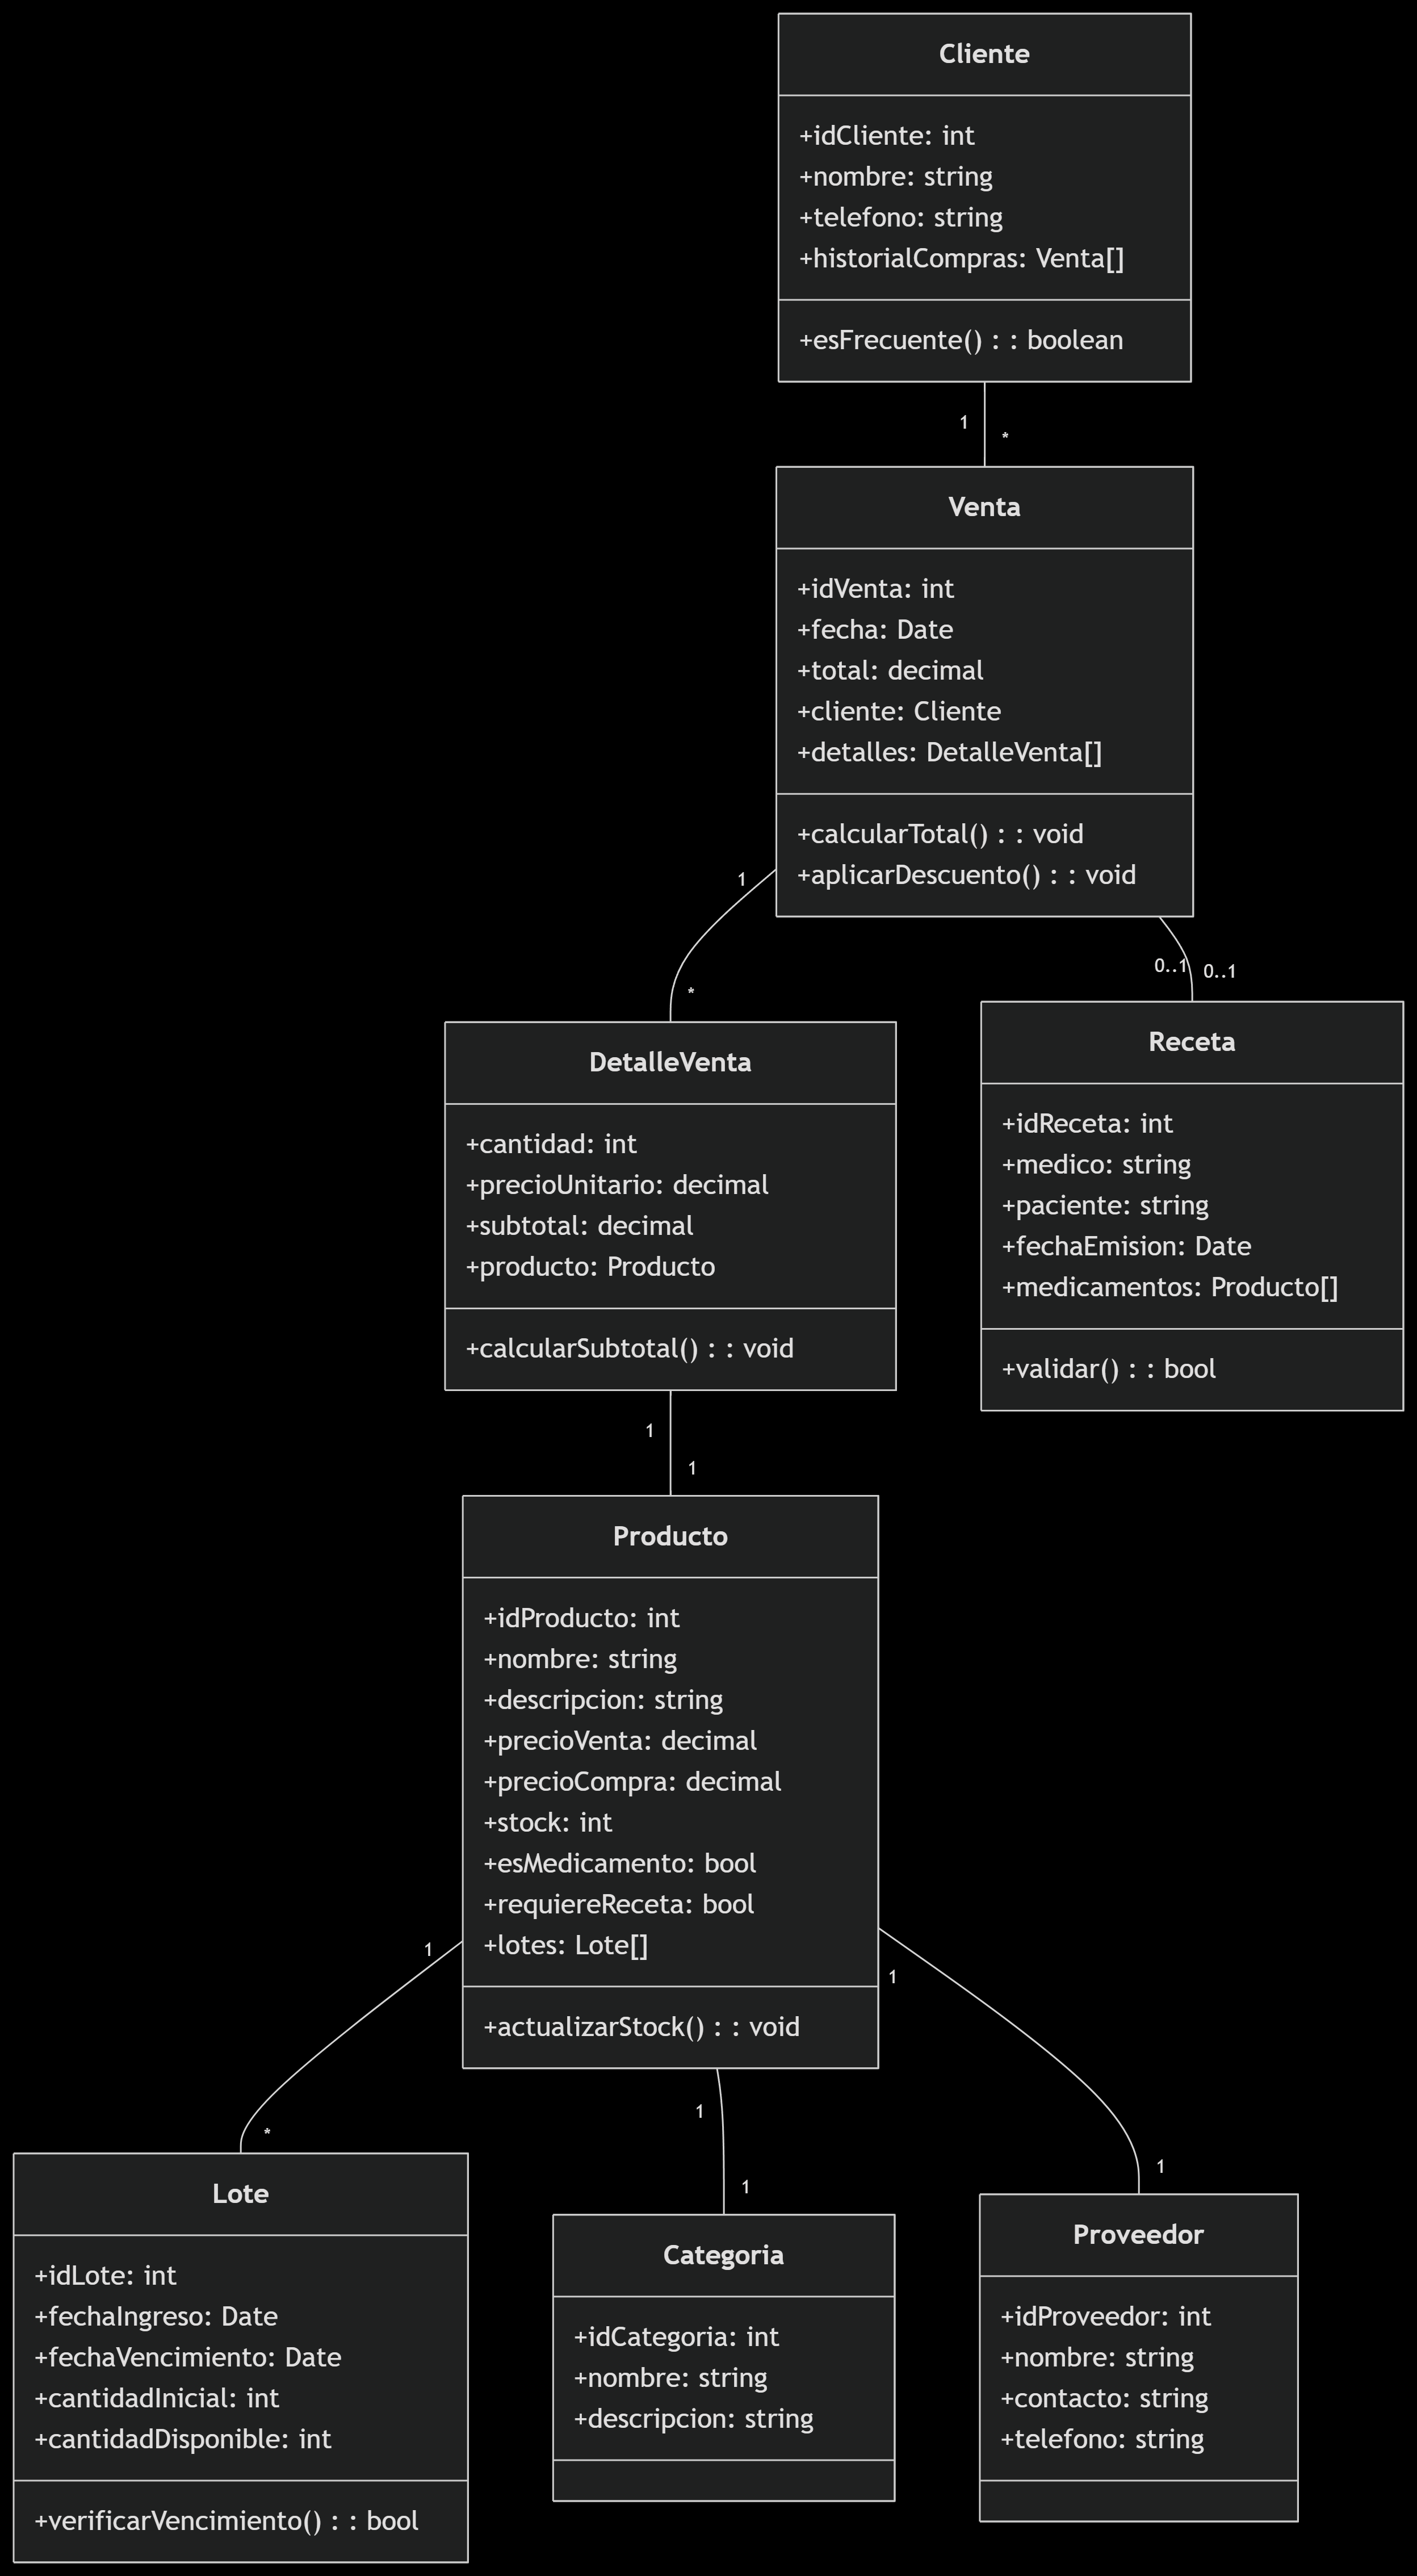 Cliente
+idCliente: int
+nombre: string
+telefono: string
+historialCompras: Venta[]
+esFrecuente() : : boolean
1
*
Venta
+idVenta: int
+fecha: Date
+total: decimal
+cliente: Cliente
+detalles: DetalleVenta[]
+calcularTotal() : : void
+aplicarDescuento() : : void
1
*
0..1
0..1
DetalleVenta
+cantidad: int
+precioUnitario: decimal
+subtotal: decimal
+producto: Producto
+calcularSubtotal() : : void
Receta
+idReceta: int
+medico: string
+paciente: string
+fechaEmision: Date
+medicamentos: Producto[]
+validar() : : bool
1
1
Producto
+idProducto: int
+nombre: string
+descripcion: string
+precioVenta: decimal
+precioCompra: decimal
+stock: int
+esMedicamento: bool
+requiereReceta: bool
+lotes: Lote[]
+actualizarStock() : : void
1
*
1
1
1
1
Lote
+idLote: int
+fechaIngreso: Date
+fechaVencimiento: Date
+cantidadInicial: int
+cantidadDisponible: int
+verificarVencimiento() : : bool
Categoria
+idCategoria: int
+nombre: string
+descripcion: string
Proveedor
+idProveedor: int
+nombre: string
+contacto: string
+telefono: string